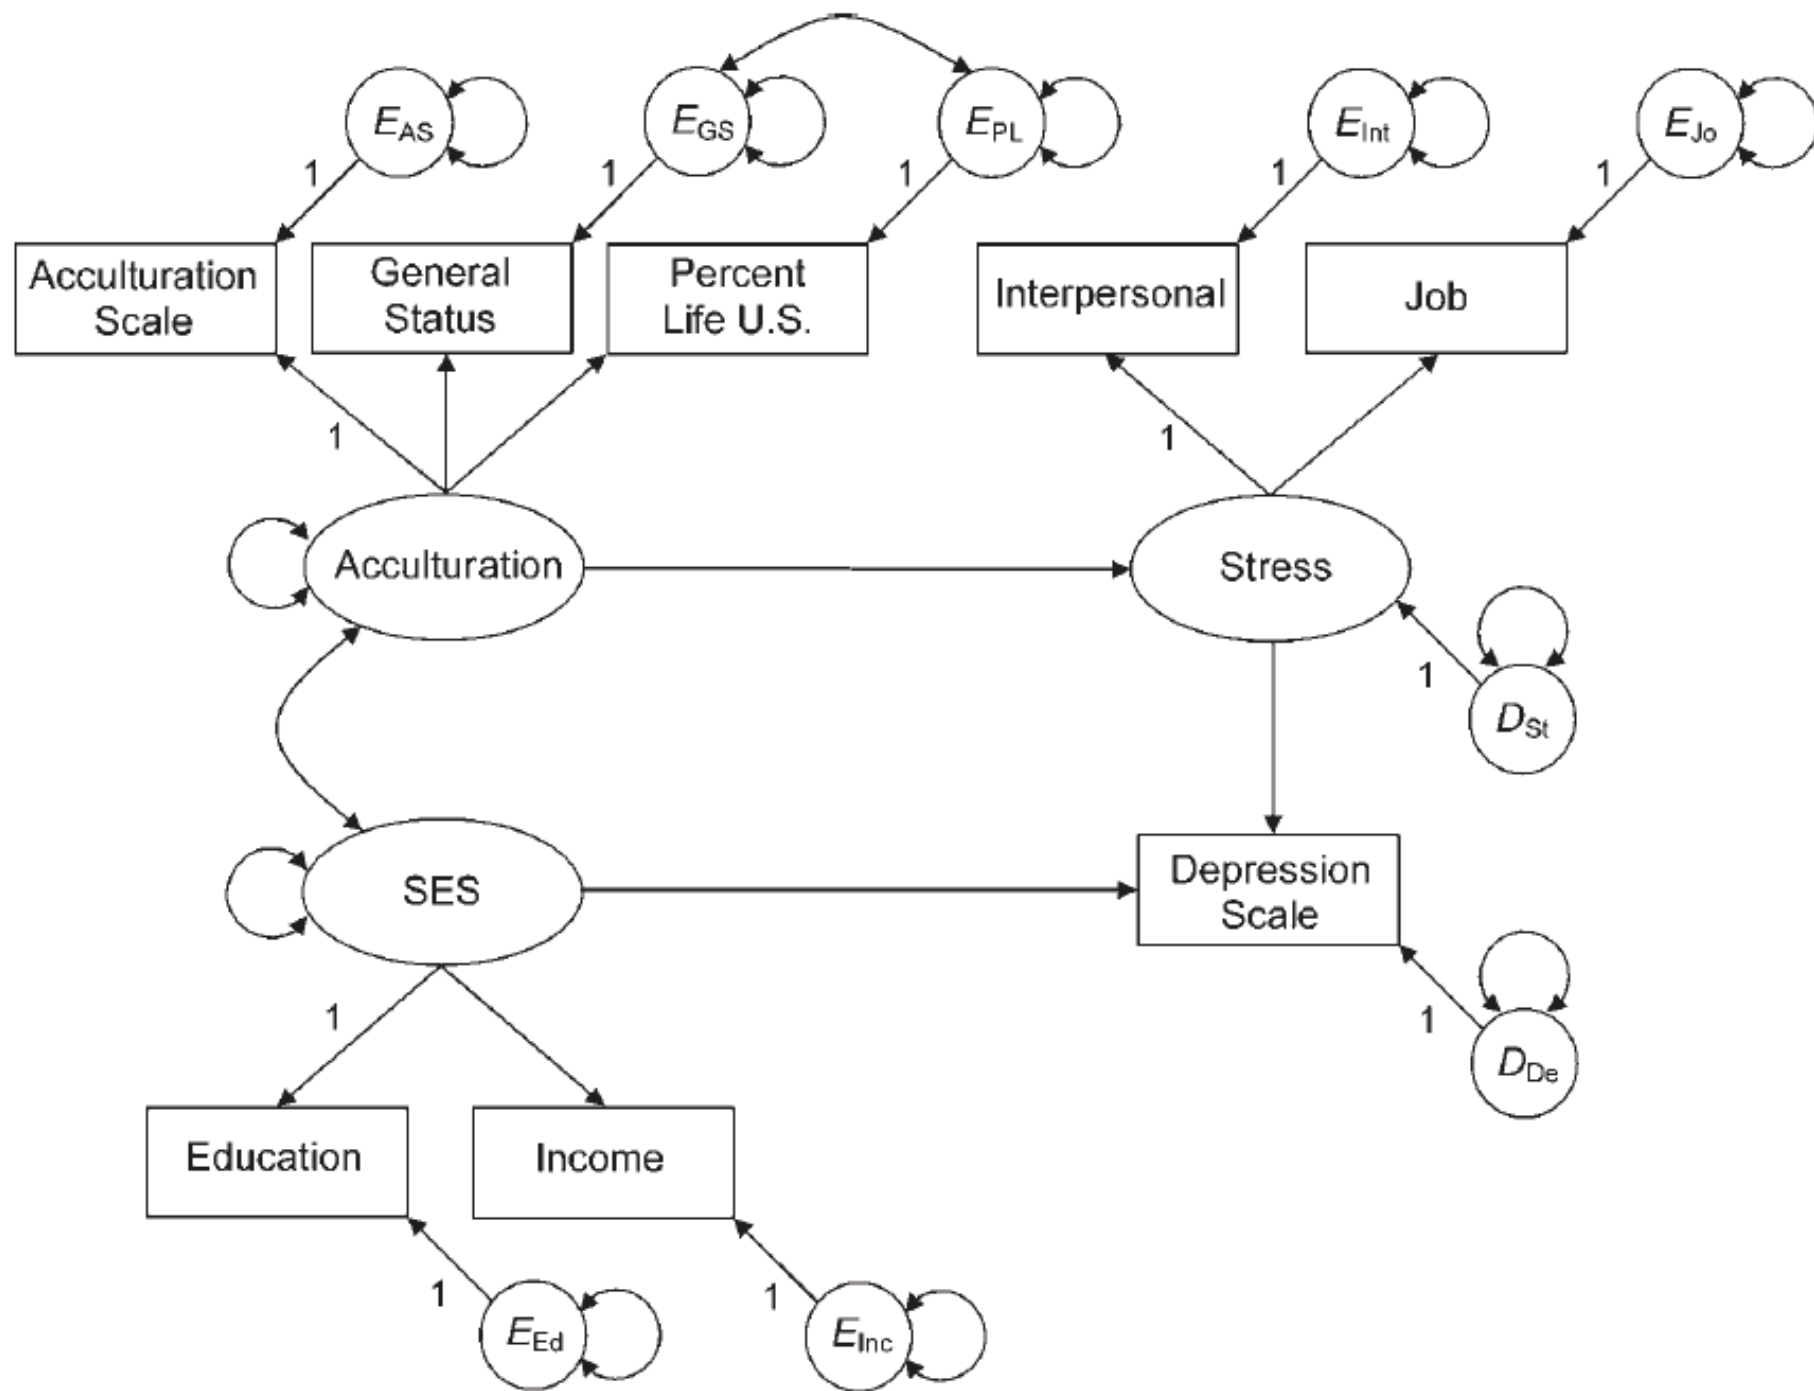 E_AS
E_GS
E_PL
E_Int
E_Jo
1
1
1
1
1
Acculturation
Scale
General
Status
Percent
Life U.S.
Interpersonal
Job
1
1
Acculturation
Stress
1
D_St
SES
Depression
Scale
1
1
D_De
Education
Income
1
1
E_Ed
E_Inc